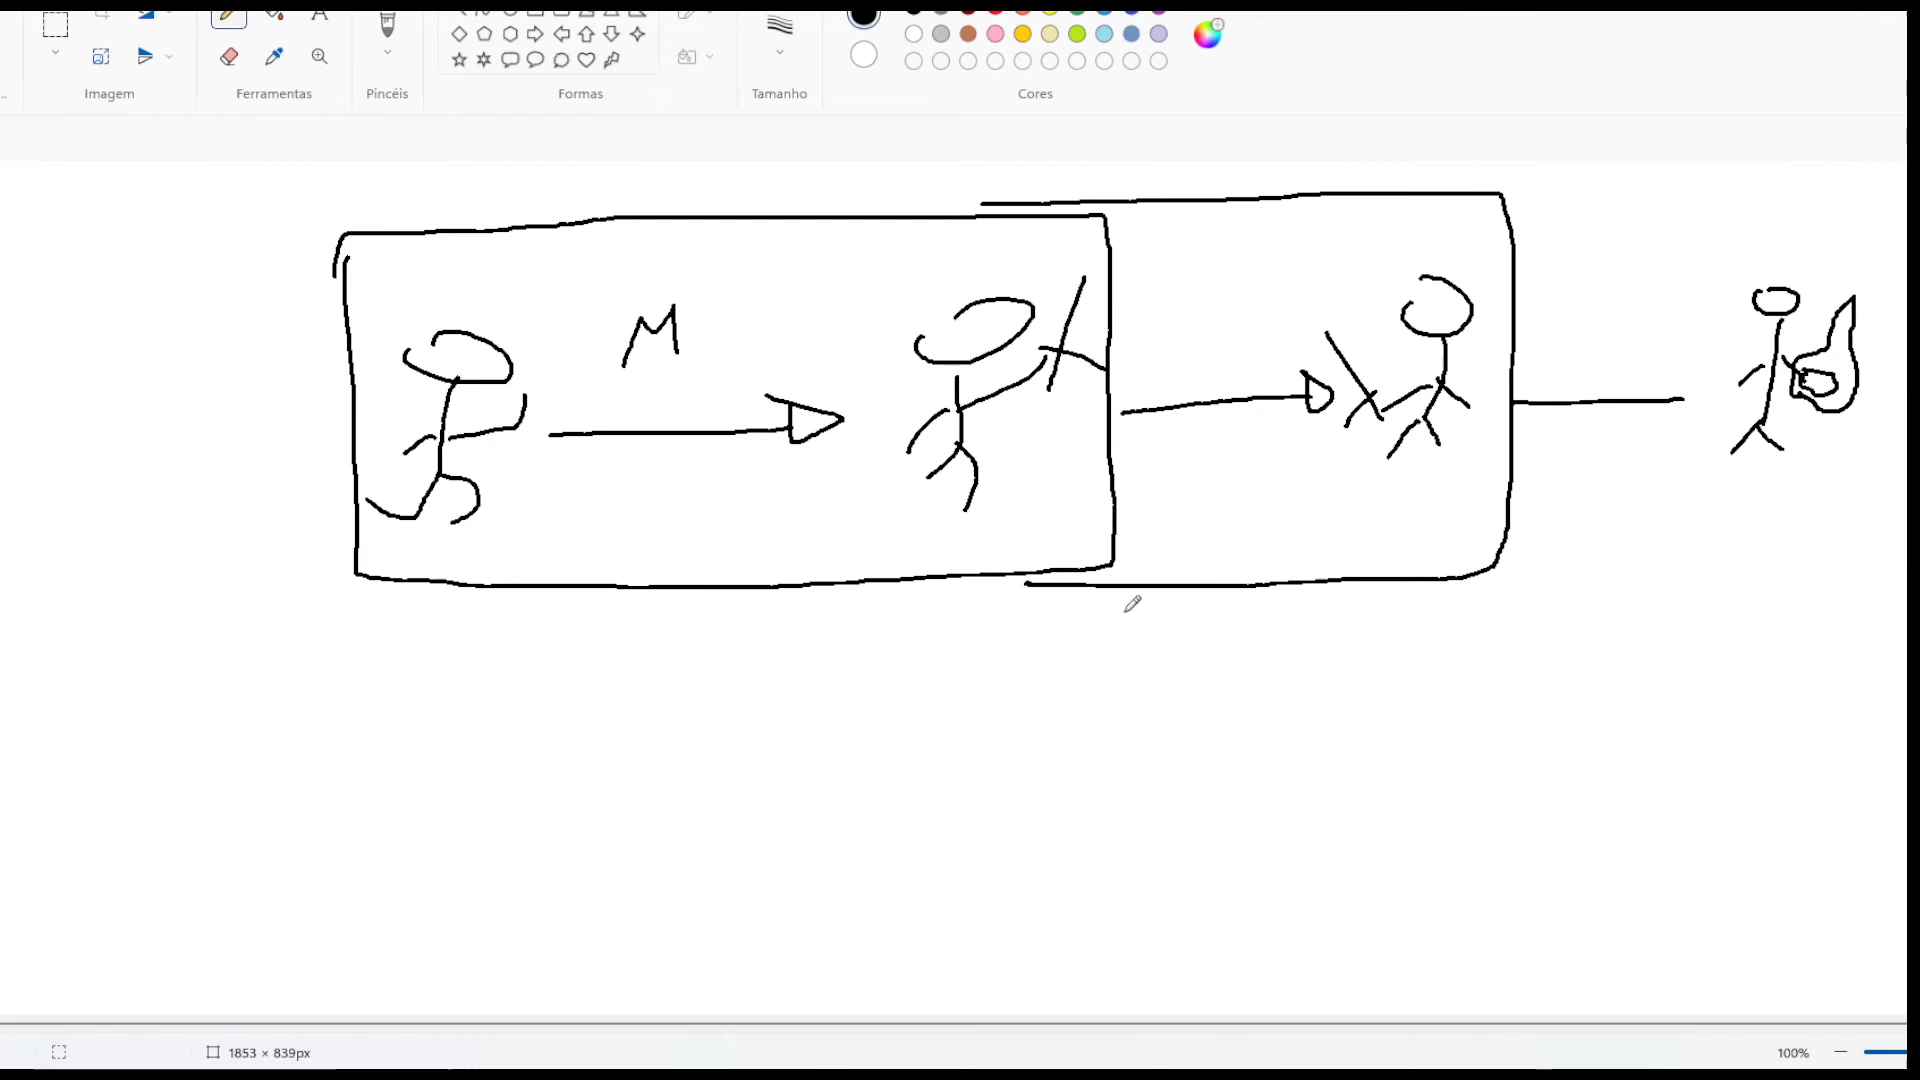 Imagem
Ferramentas
Pincéis
Formas
Tamanho
Cores
M
1853 × 839px
100%